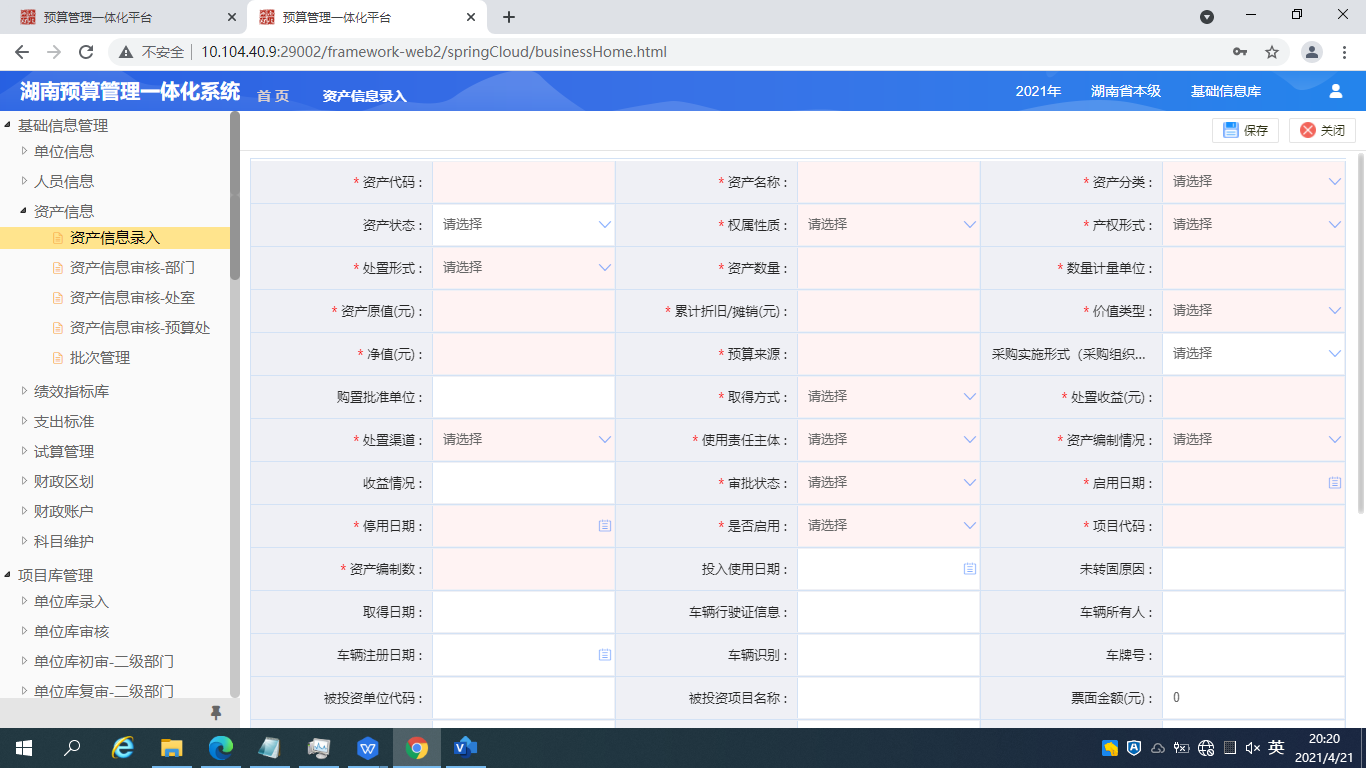 预算管理一体化平台
预算管理一体化平台
不安全 10.104.40.9:29002/framework-web2/springCloud/businessHome.html
湖南预算管理一体化系统 首 页 资产信息录入 2021年 湖南省本级 基础信息库
保存 关闭
基础信息管理
单位信息
人员信息
资产信息
资产信息录入
资产信息审核-部门
资产信息审核-处室
资产信息审核-预算处
批次管理
绩效指标库
支出标准
试算管理
财政区划
财政账户
科目维护
项目库管理
单位库录入
单位库审核
单位库初审-二级部门
单位库复审-二级部门
* 资产代码： * 资产名称： * 资产分类： 请选择
资产状态： 请选择 * 权属性质： 请选择 * 产权形式： 请选择
* 处置形式： 请选择 * 资产数量： * 数量计量单位：
* 资产原值(元)： * 累计折旧/摊销(元)： * 价值类型： 请选择
* 净值(元)： * 预算来源： 采购实施形式（采购组织... 请选择
购置批准单位： * 取得方式： 请选择 * 处置收益(元)：
* 处置渠道： 请选择 * 使用责任主体： 请选择 * 资产编制情况： 请选择
收益情况： * 审批状态： 请选择 * 启用日期：
* 停用日期： * 是否启用： 请选择 * 项目代码：
* 资产编制数： 投入使用日期： 未转固原因：
取得日期： 车辆行驶证信息： 车辆所有人：
车辆注册日期： 车辆识别： 车牌号：
被投资单位代码： 被投资项目名称： 票面金额(元)： 0
英
20:20
2021/4/21